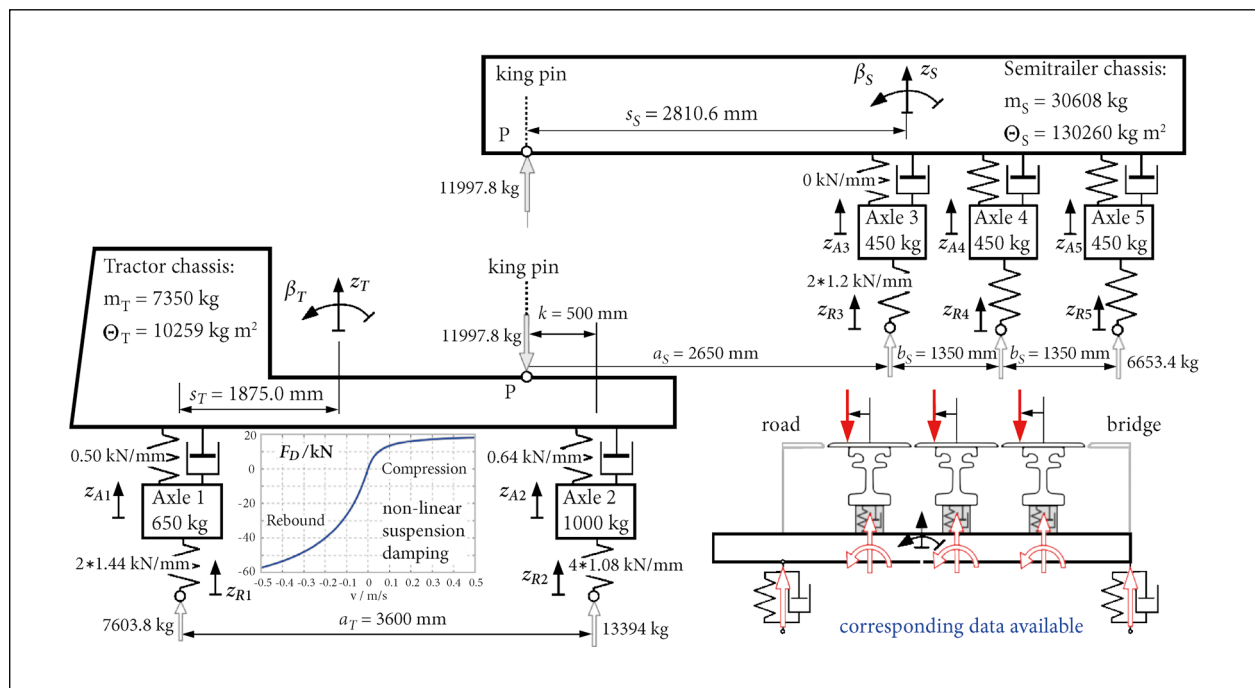 king pin
β_S
z_S
Semitrailer chassis:
m_S = 30608 kg
Θ_S = 130260 kg m²
s_S = 2810.6 mm
P
11997.8 kg
0 kN/mm
Axle 3
450 kg
Axle 4
450 kg
Axle 5
450 kg
z_A3
z_A4
z_A5
2*1.2 kN/mm
z_R3
z_R4
z_R5
Tractor chassis:
m_T = 7350 kg
Θ_T = 10259 kg m²
β_T
z_T
king pin
k = 500 mm
11997.8 kg
P
a_S = 2650 mm
b_S = 1350 mm
b_S = 1350 mm
6653.4 kg
s_T = 1875.0 mm
road
bridge
0.50 kN/mm
z_A1
Axle 1
650 kg
2*1.44 kN/mm
z_R1
7603.8 kg
20
0
-20
-40
-60
F_D/kN
Compression
Rebound
non-linear
suspension
damping
-0.5 -0.4 -0.3 -0.2 -0.1 0 0.1 0.2 0.3 0.4 0.5
v / m/s
0.64 kN/mm
z_A2
Axle 2
1000 kg
z_R2
4*1.08 kN/mm
a_T = 3600 mm
13394 kg
corresponding data available